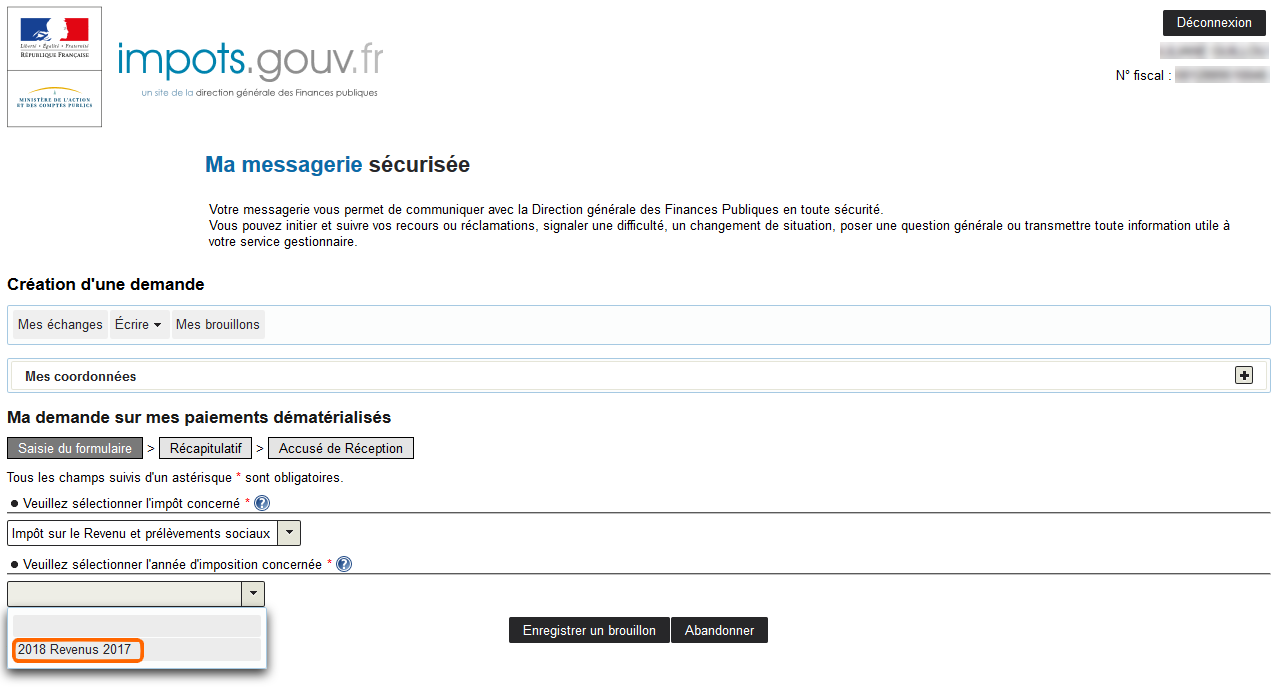 Liberté • Égalité • Fraternité
RÉPUBLIQUE FRANÇAISE
MINISTÈRE DE L'ACTION
ET DES COMPTES PUBLICS
impots.gouv.fr
un site de la direction générale des Finances publiques
Déconnexion
N° fiscal :
Ma messagerie sécurisée
Votre messagerie vous permet de communiquer avec la Direction générale des Finances Publiques en toute sécurité.
Vous pouvez initier et suivre vos recours ou réclamations, signaler une difficulté, un changement de situation, poser une question générale ou transmettre toute information utile à
votre service gestionnaire.
Création d'une demande
Mes échanges Écrire Mes brouillons
Mes coordonnées
Ma demande sur mes paiements dématérialisés
Saisie du formulaire > Récapitulatif > Accusé de Réception
Tous les champs suivis d'un astérisque * sont obligatoires.
● Veuillez sélectionner l'impôt concerné * ?
Impôt sur le Revenu et prélèvements sociaux
● Veuillez sélectionner l'année d'imposition concernée * ?
Enregistrer un brouillon Abandonner
2018 Revenus 2017